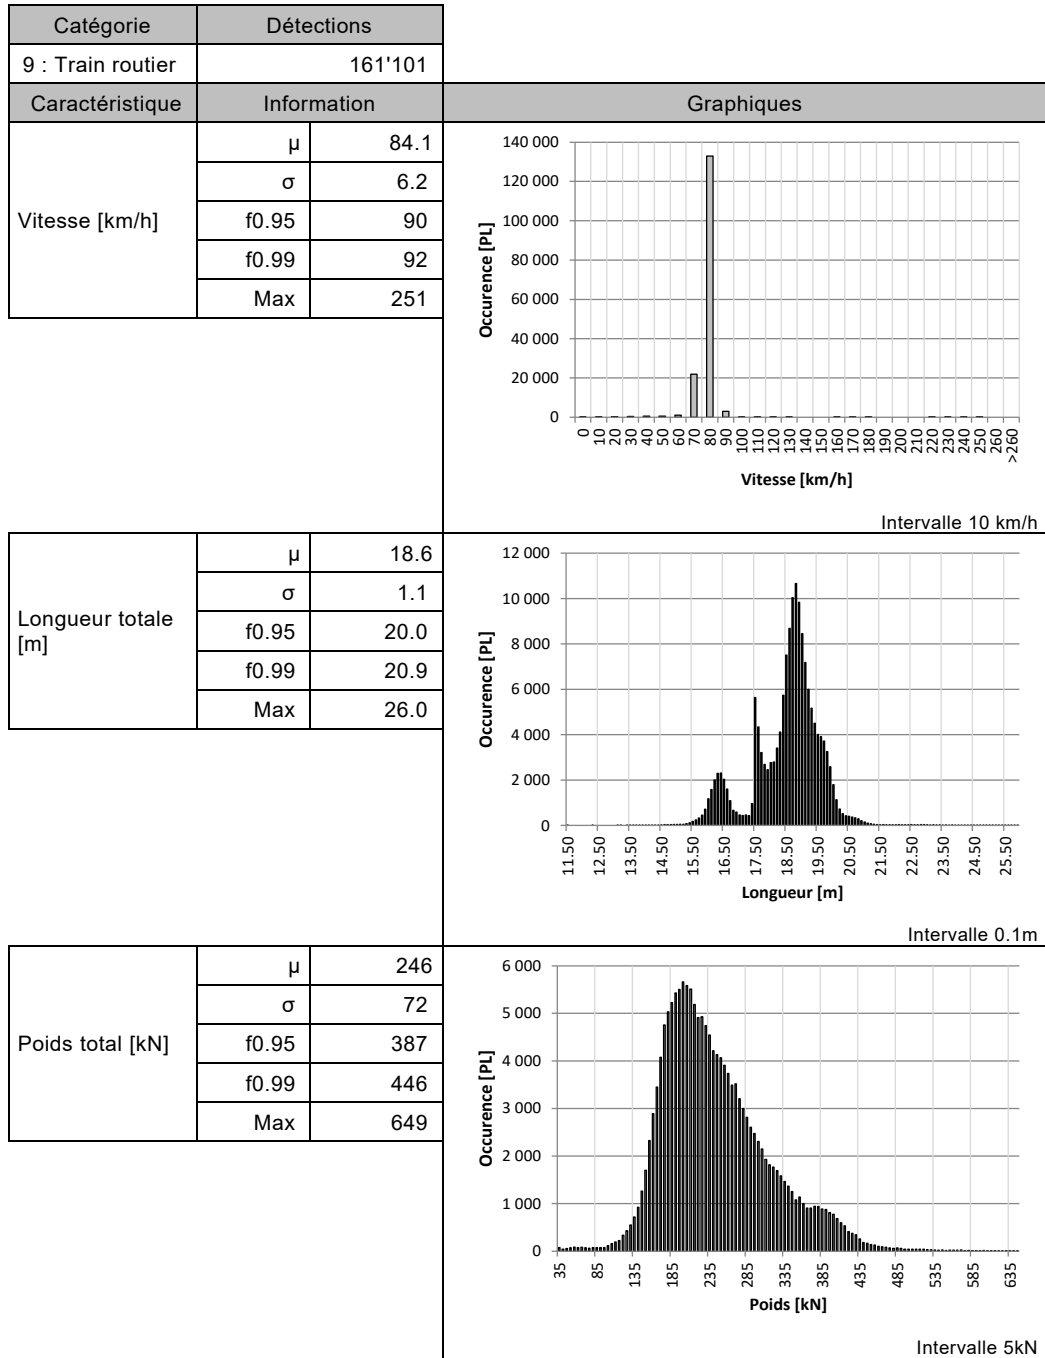 Catégorie Détections
9 : Train routier 161'101
Caractéristique Information Graphiques
Vitesse [km/h]
µ 84.1
σ 6.2
f0.95 90
f0.99 92
Max 251
Occurence [PL]
140 000
120 000
100 000
80 000
60 000
40 000
20 000
0
0 10 20 30 40 50 60 70 80 90 100 110 120 130 140 150 160 170 180 190 200 210 220 230 240 250 260 >260
Vitesse [km/h]
Intervalle 10 km/h
Longueur totale
[m]
µ 18.6
σ 1.1
f0.95 20.0
f0.99 20.9
Max 26.0
Occurence [PL]
12 000
10 000
8 000
6 000
4 000
2 000
0
11.50 12.50 13.50 14.50 15.50 16.50 17.50 18.50 19.50 20.50 21.50 22.50 23.50 24.50 25.50
Longueur [m]
Intervalle 0.1m
Poids total [kN]
µ 246
σ 72
f0.95 387
f0.99 446
Max 649
Occurence [PL]
6 000
5 000
4 000
3 000
2 000
1 000
0
35 85 135 185 235 285 335 385 435 485 535 585 635
Poids [kN]
Intervalle 5kN